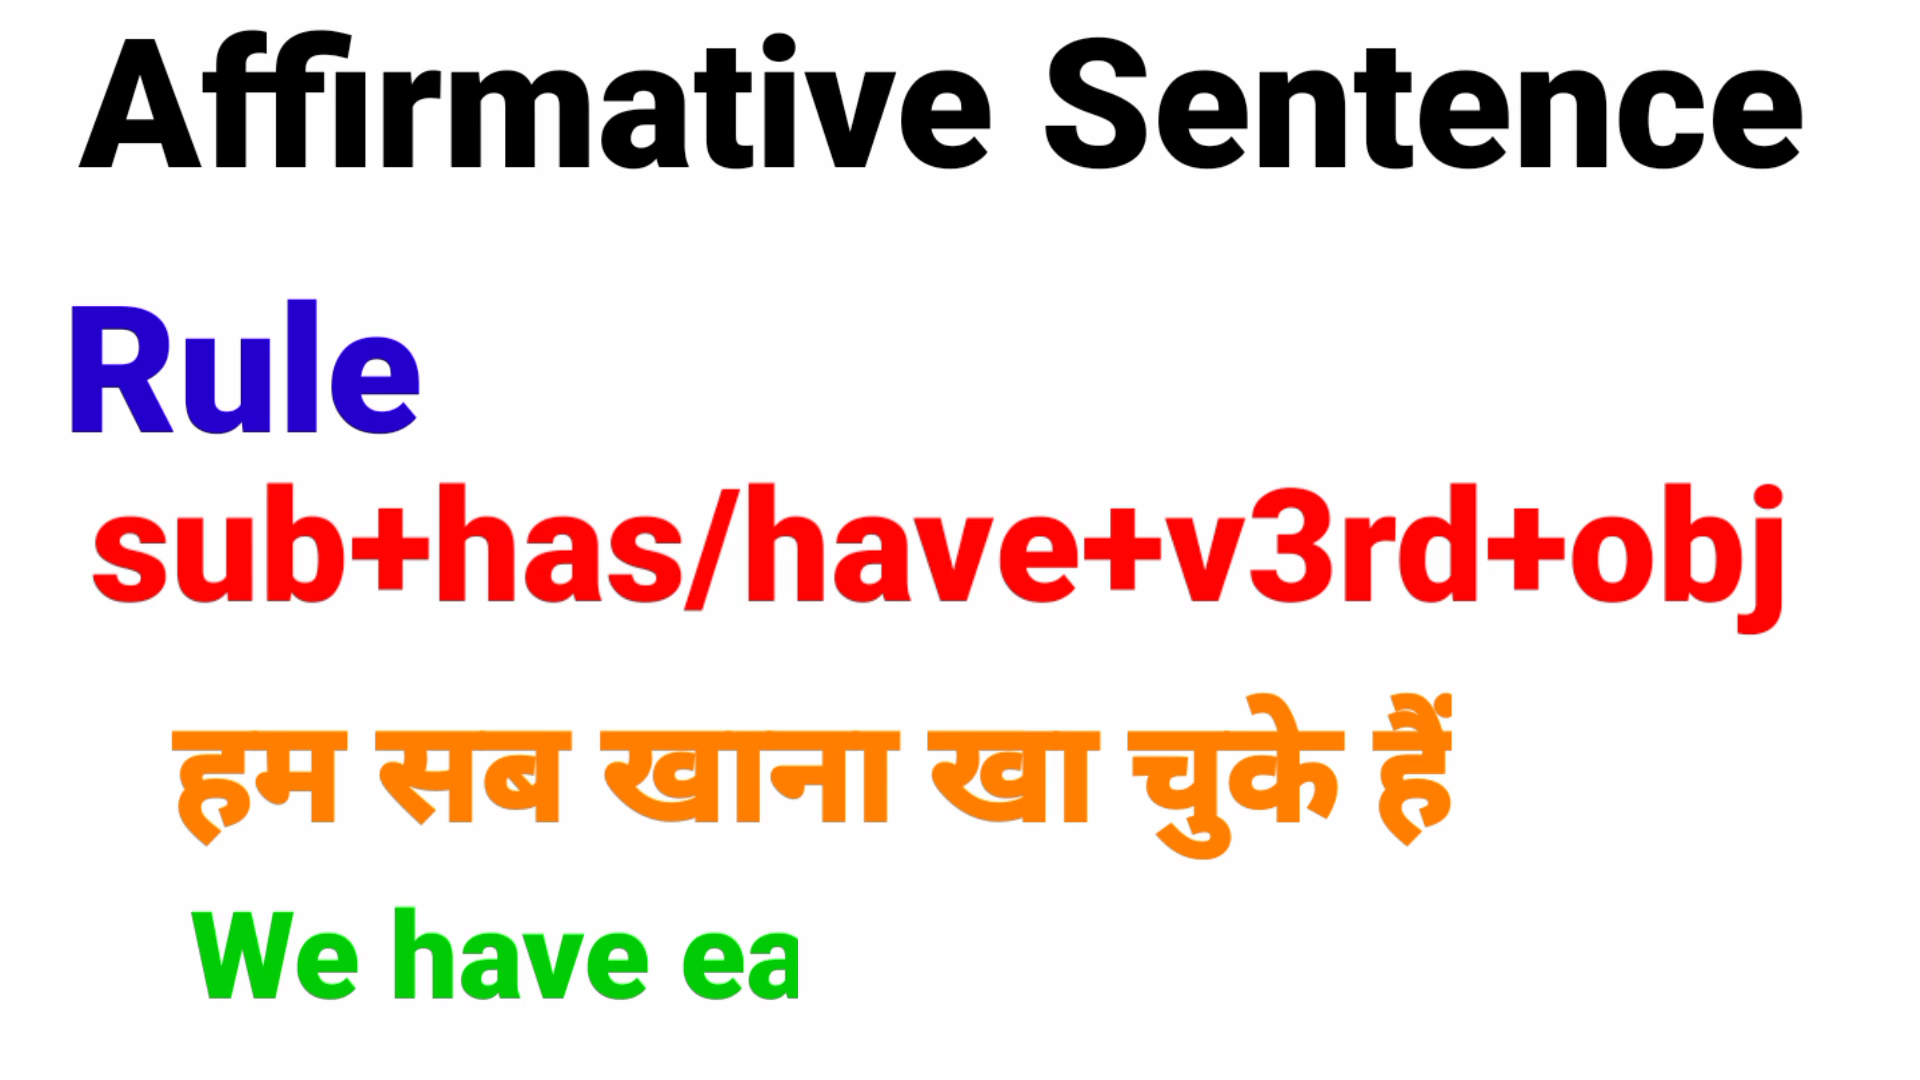 Affirmative Sentence
Rule
sub+has/have+v3rd+obj
हम सब खाना खा चुके हैं
We have ea